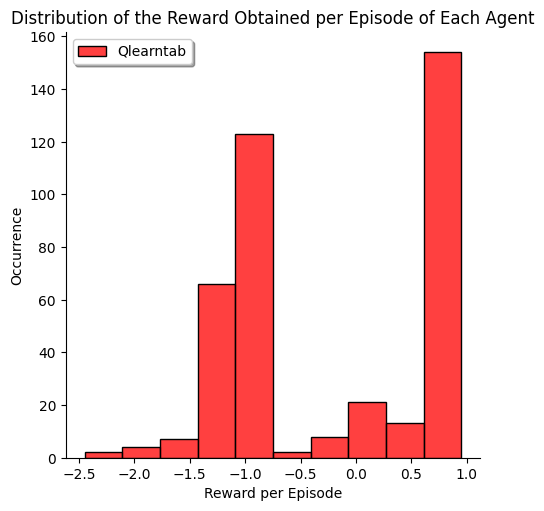 Distribution of the Reward Obtained per Episode of Each Agent
Qlearntab
160
140
120
100
80
60
40
20
0
Occurrence
−2.5 −2.0 −1.5 −1.0 −0.5 0.0 0.5 1.0
Reward per Episode